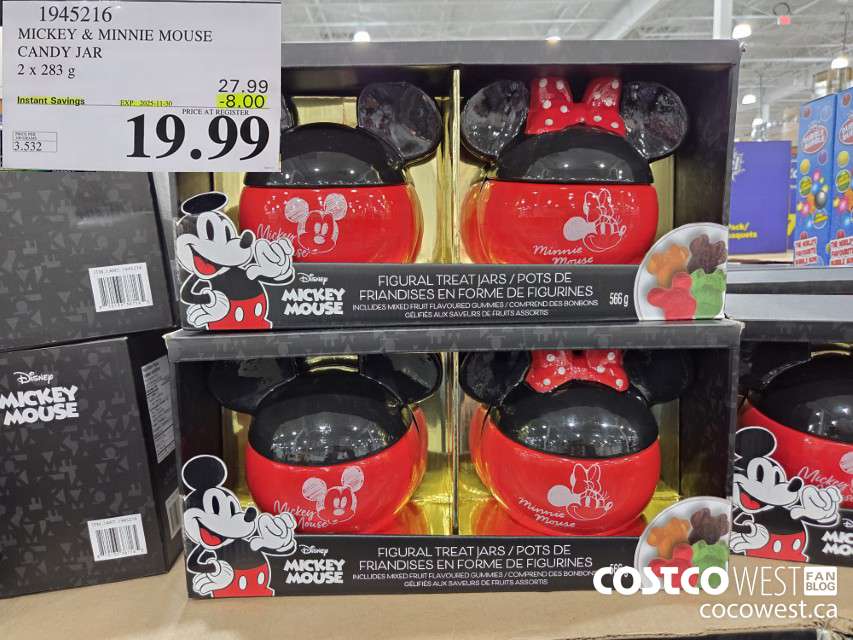 1945216
MICKEY & MINNIE MOUSE
CANDY JAR
2 x 283 g
27.99
Instant Savings EXP. 2025-11-30 -8.00
PRICE AT REGISTER
19.99
3.532
Mickey Mouse
Minnie Mouse
Disney
MICKEY
MOUSE
FIGURAL TREAT JARS / POTS DE
FRIANDISES EN FORME DE FIGURINES
INCLUDES MIXED FRUIT FLAVOURED GUMMIES / COMPREND DES BONBONS
GÉLIFIÉS AUX SAVEURS DE FRUITS ASSORTIS
566 g
Disney
MICKEY
MOUSE
Mickey Mouse
Minnie Mouse
Disney
MICKEY
MOUSE
FIGURAL TREAT JARS / POTS DE
FRIANDISES EN FORME DE FIGURINES
INCLUDES MIXED FRUIT FLAVOURED GUMMIES / COMPREND DES BONBONS
GÉLIFIÉS AUX SAVEURS DE FRUITS ASSORTIS
COSTCO WEST FAN BLOG
cocowest.ca